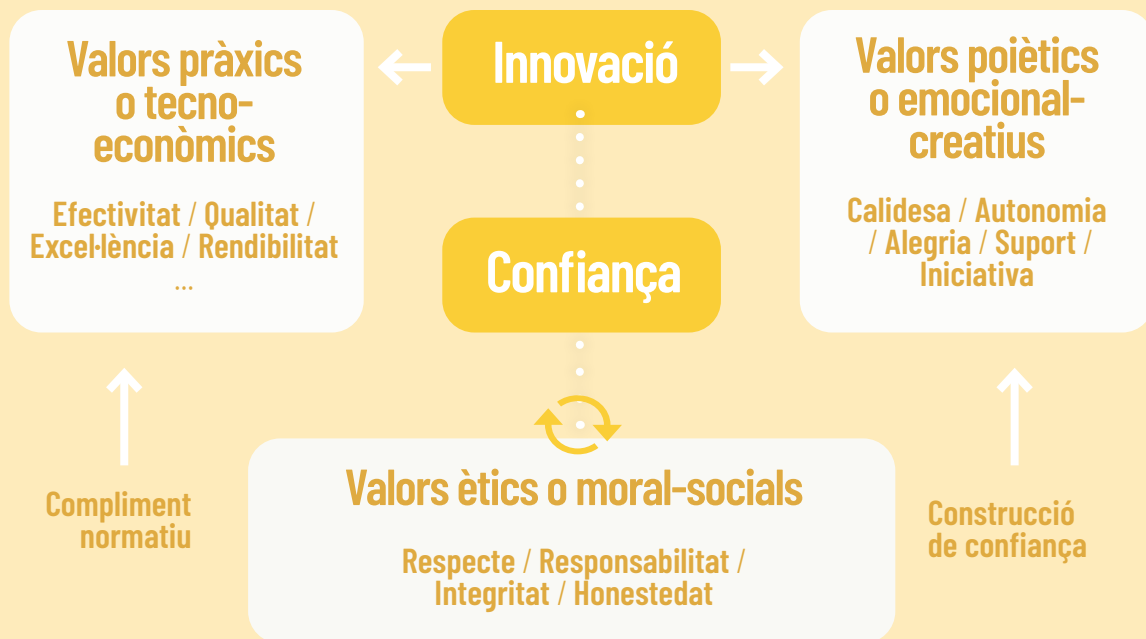 Valors pràxics
o tecno-
econòmics
Efectivitat / Qualitat /
Excel·lència / Rendibilitat
...
Innovació
Confiança
Valors poiètics
o emocional-
creatius
Calidesa / Autonomia
/ Alegria / Suport /
Iniciativa
Compliment
normatiu
Valors ètics o moral-socials
Respecte / Responsabilitat /
Integritat / Honestedat
Construcció
de confiança